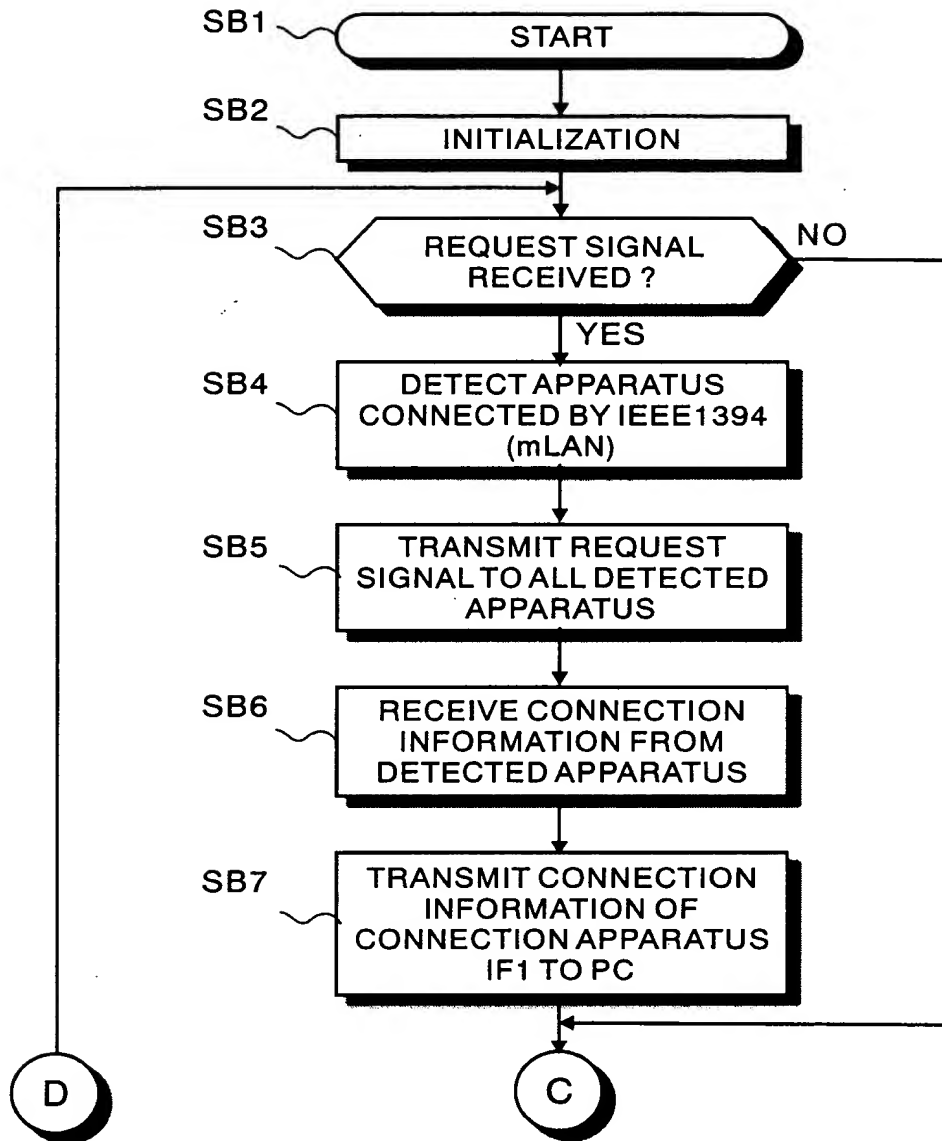 SB1
START
SB2
INITIALIZATION
SB3
REQUEST SIGNAL
RECEIVED ?
NO
YES
SB4
DETECT APPARATUS
CONNECTED BY IEEE1394
(mLAN)
SB5
TRANSMIT REQUEST
SIGNAL TO ALL DETECTED
APPARATUS
SB6
RECEIVE CONNECTION
INFORMATION FROM
DETECTED APPARATUS
SB7
TRANSMIT CONNECTION
INFORMATION OF
CONNECTION APPARATUS
IF1 TO PC
D
C